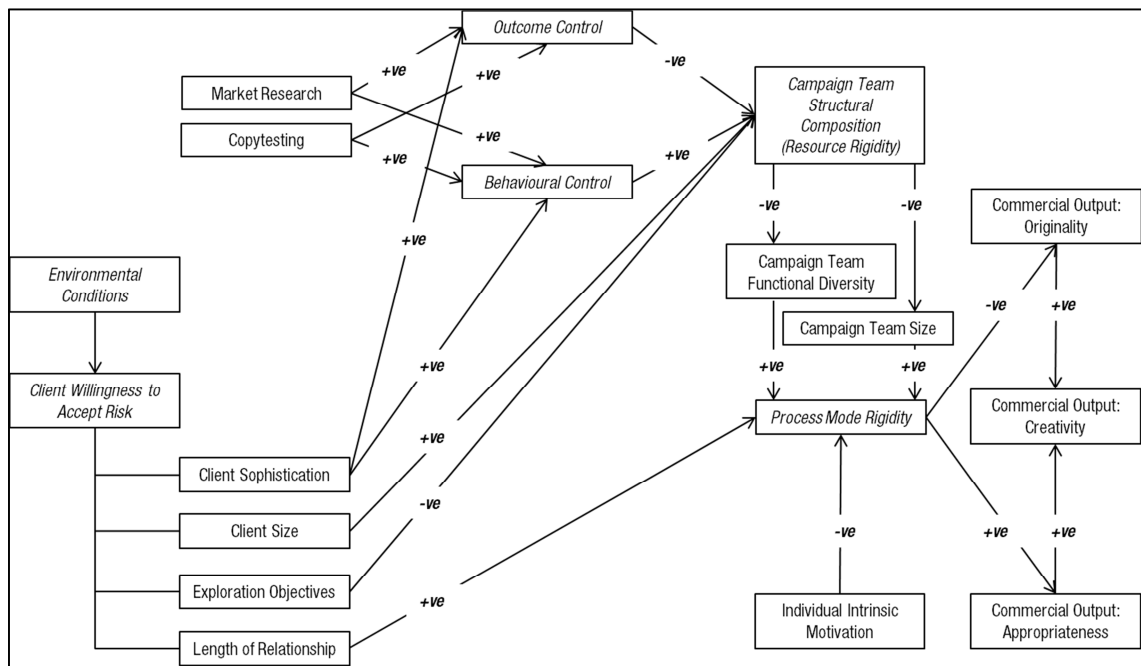 Outcome Control
+ve
-ve
+ve
Market Research
Campaign Team
Structural
Composition
(Resource Rigidity)
Copytesting
+ve
+ve
+ve
Behavioural Control
-ve
-ve
Commercial Output:
Originality
+ve
Environmental
Conditions
Campaign Team
Functional Diversity
-ve
+ve
Campaign Team Size
+ve
+ve
+ve
Client Willingness to
Accept Risk
Process Mode Rigidity
Commercial Output:
Creativity
+ve
Client Sophistication
-ve
Client Size
-ve
+ve
+ve
Exploration Objectives
+ve
Individual Intrinsic
Motivation
Commercial Output:
Appropriateness
Length of Relationship